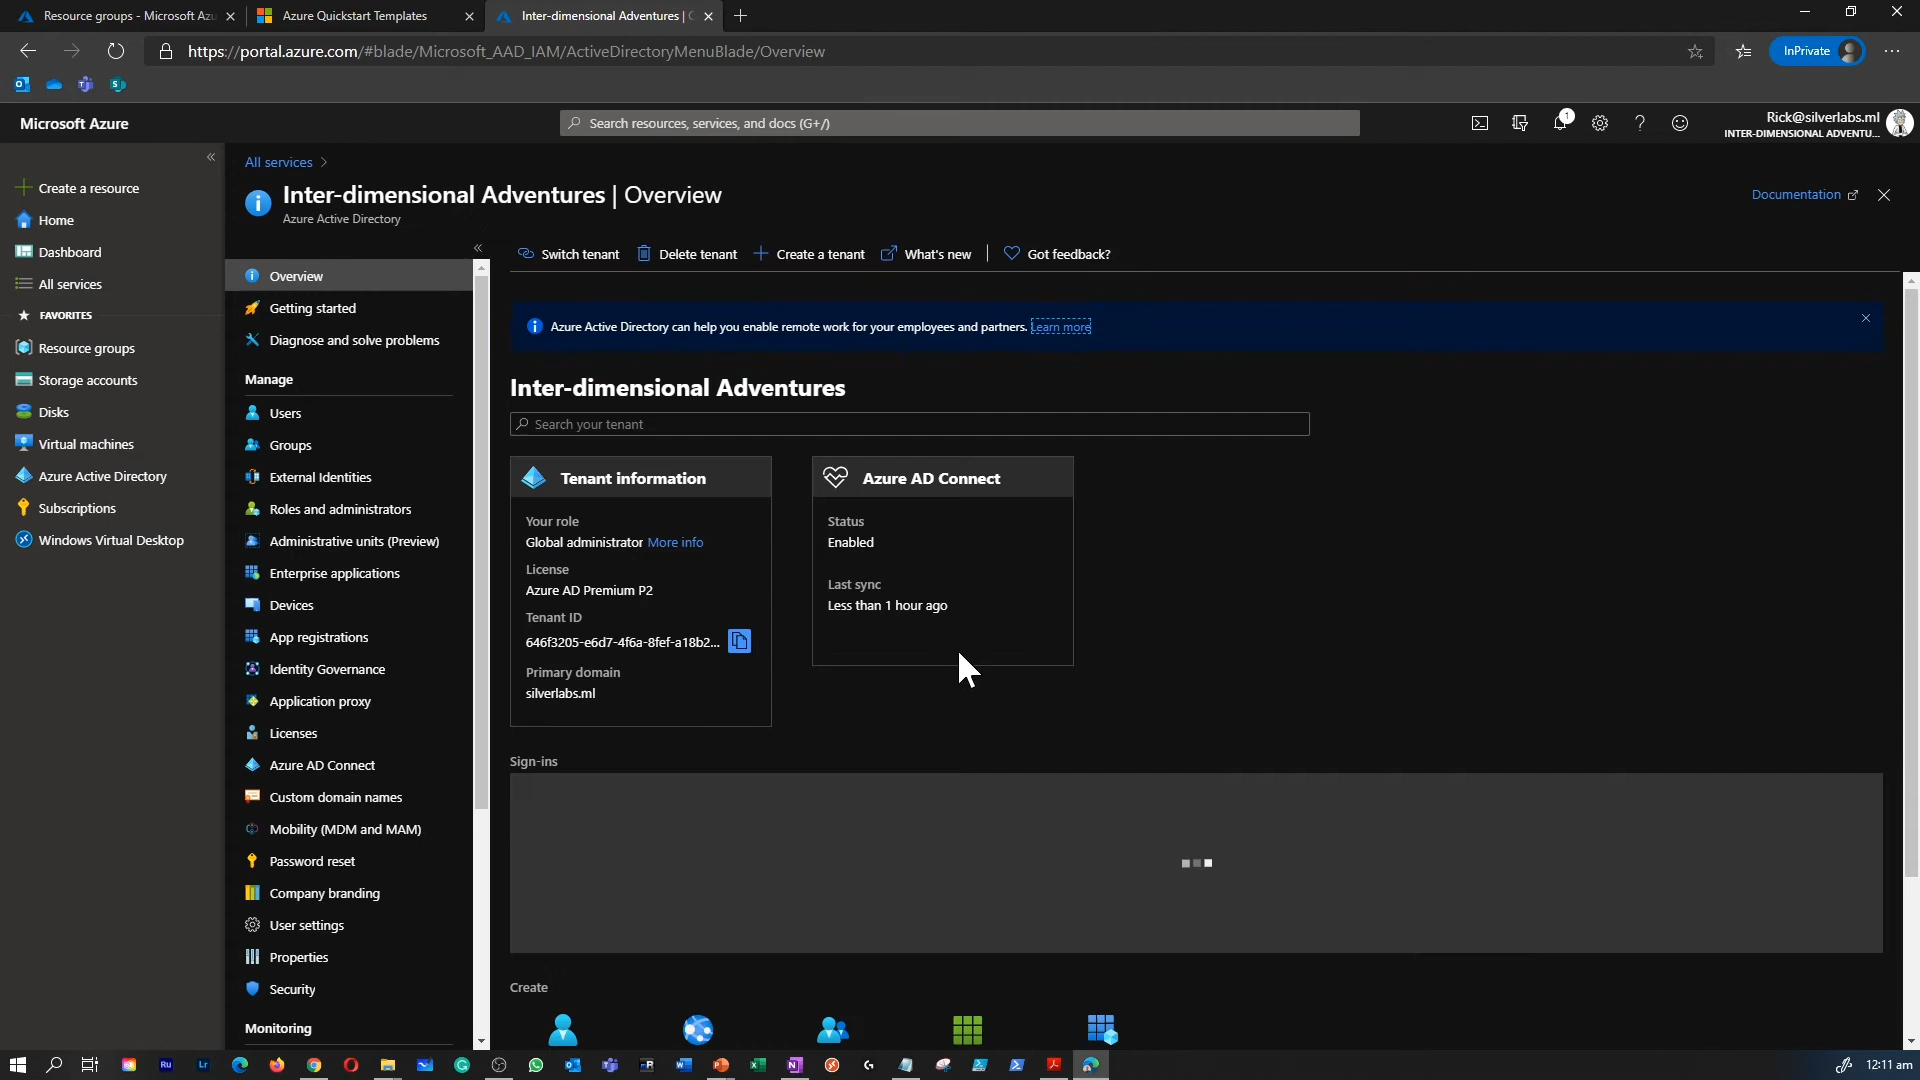 Resource groups - Microsoft Azu
Azure Quickstart Templates
Inter-dimensional Adventures |
https://portal.azure.com/#blade/Microsoft_AAD_IAM/ActiveDirectoryMenuBlade/Overview
InPrivate
Microsoft Azure
Search resources, services, and docs (G+/)
1
Rick@silverlabs.ml
INTER-DIMENSIONAL ADVENTU...
Create a resource
Home
Dashboard
All services
FAVORITES
Resource groups
Storage accounts
Disks
Virtual machines
Azure Active Directory
Subscriptions
Windows Virtual Desktop
All services >
Inter-dimensional Adventures | Overview
Azure Active Directory
Documentation
Overview
Getting started
Diagnose and solve problems
Manage
Users
Groups
External Identities
Roles and administrators
Administrative units (Preview)
Enterprise applications
Devices
App registrations
Identity Governance
Application proxy
Licenses
Azure AD Connect
Custom domain names
Mobility (MDM and MAM)
Password reset
Company branding
User settings
Properties
Security
Monitoring
Switch tenant
Delete tenant
Create a tenant
What's new
Got feedback?
Azure Active Directory can help you enable remote work for your employees and partners. Learn more
Inter-dimensional Adventures
Search your tenant
Tenant information
Your role
Global administrator More info
License
Azure AD Premium P2
Tenant ID
646f3205-e6d7-4f6a-8fef-a18b2...
Primary domain
silverlabs.ml
Azure AD Connect
Status
Enabled
Last sync
Less than 1 hour ago
Sign-ins
Create
12:11 am